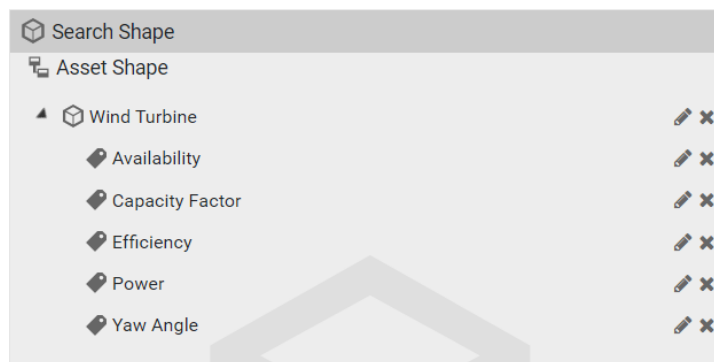 Search Shape
Asset Shape
Wind Turbine
Availability
Capacity Factor
Efficiency
Power
Yaw Angle